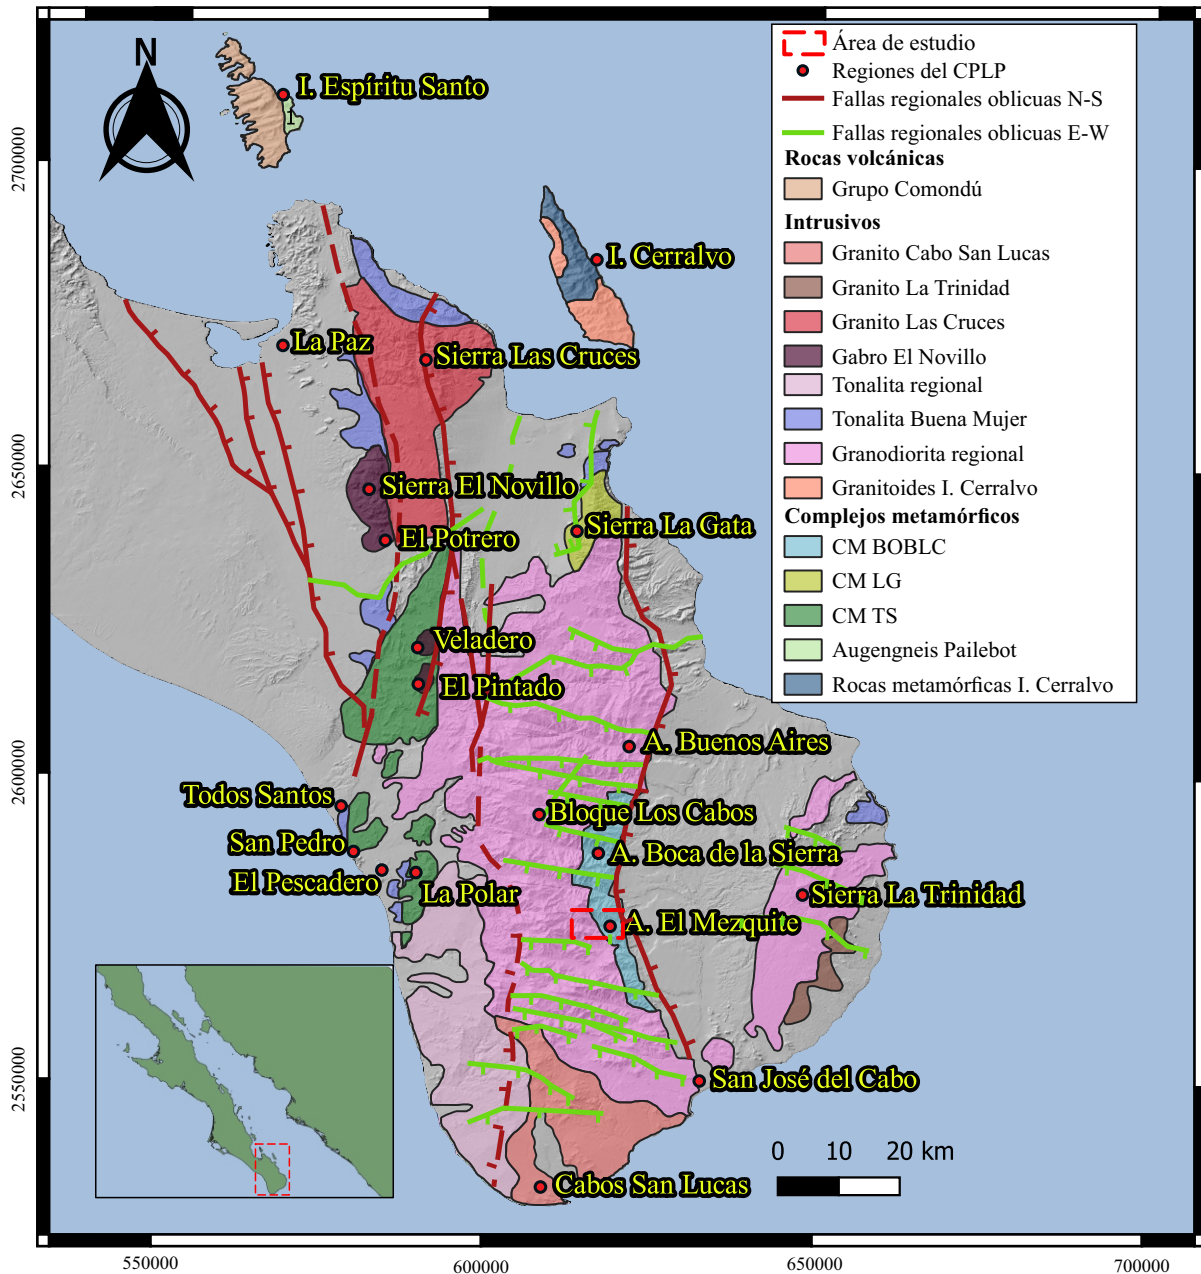 N
I. Espíritu Santo
1
I. Cerralvo
La Paz
Sierra Las Cruces
Sierra El Novillo
El Potrero
Sierra La Gata
Veladero
El Pintado
A. Buenos Aires
Todos Santos
Bloque Los Cabos
San Pedro
A. Boca de la Sierra
El Pescadero
La Polar
Sierra La Trinidad
A. El Mezquite
San José del Cabo
Cabos San Lucas
Área de estudio
Regiones del CPLP
Fallas regionales oblicuas N-S
Fallas regionales oblicuas E-W
Rocas volcánicas
Grupo Comondú
Intrusivos
Granito Cabo San Lucas
Granito La Trinidad
Granito Las Cruces
Gabro El Novillo
Tonalita regional
Tonalita Buena Mujer
Granodiorita regional
Granitoides I. Cerralvo
Complejos metamórficos
CM BOBLC
CM LG
CM TS
Augengneis Pailebot
Rocas metamórficas I. Cerralvo
0 10 20 km
2700000
2650000
2600000
2550000
550000 600000 650000 700000